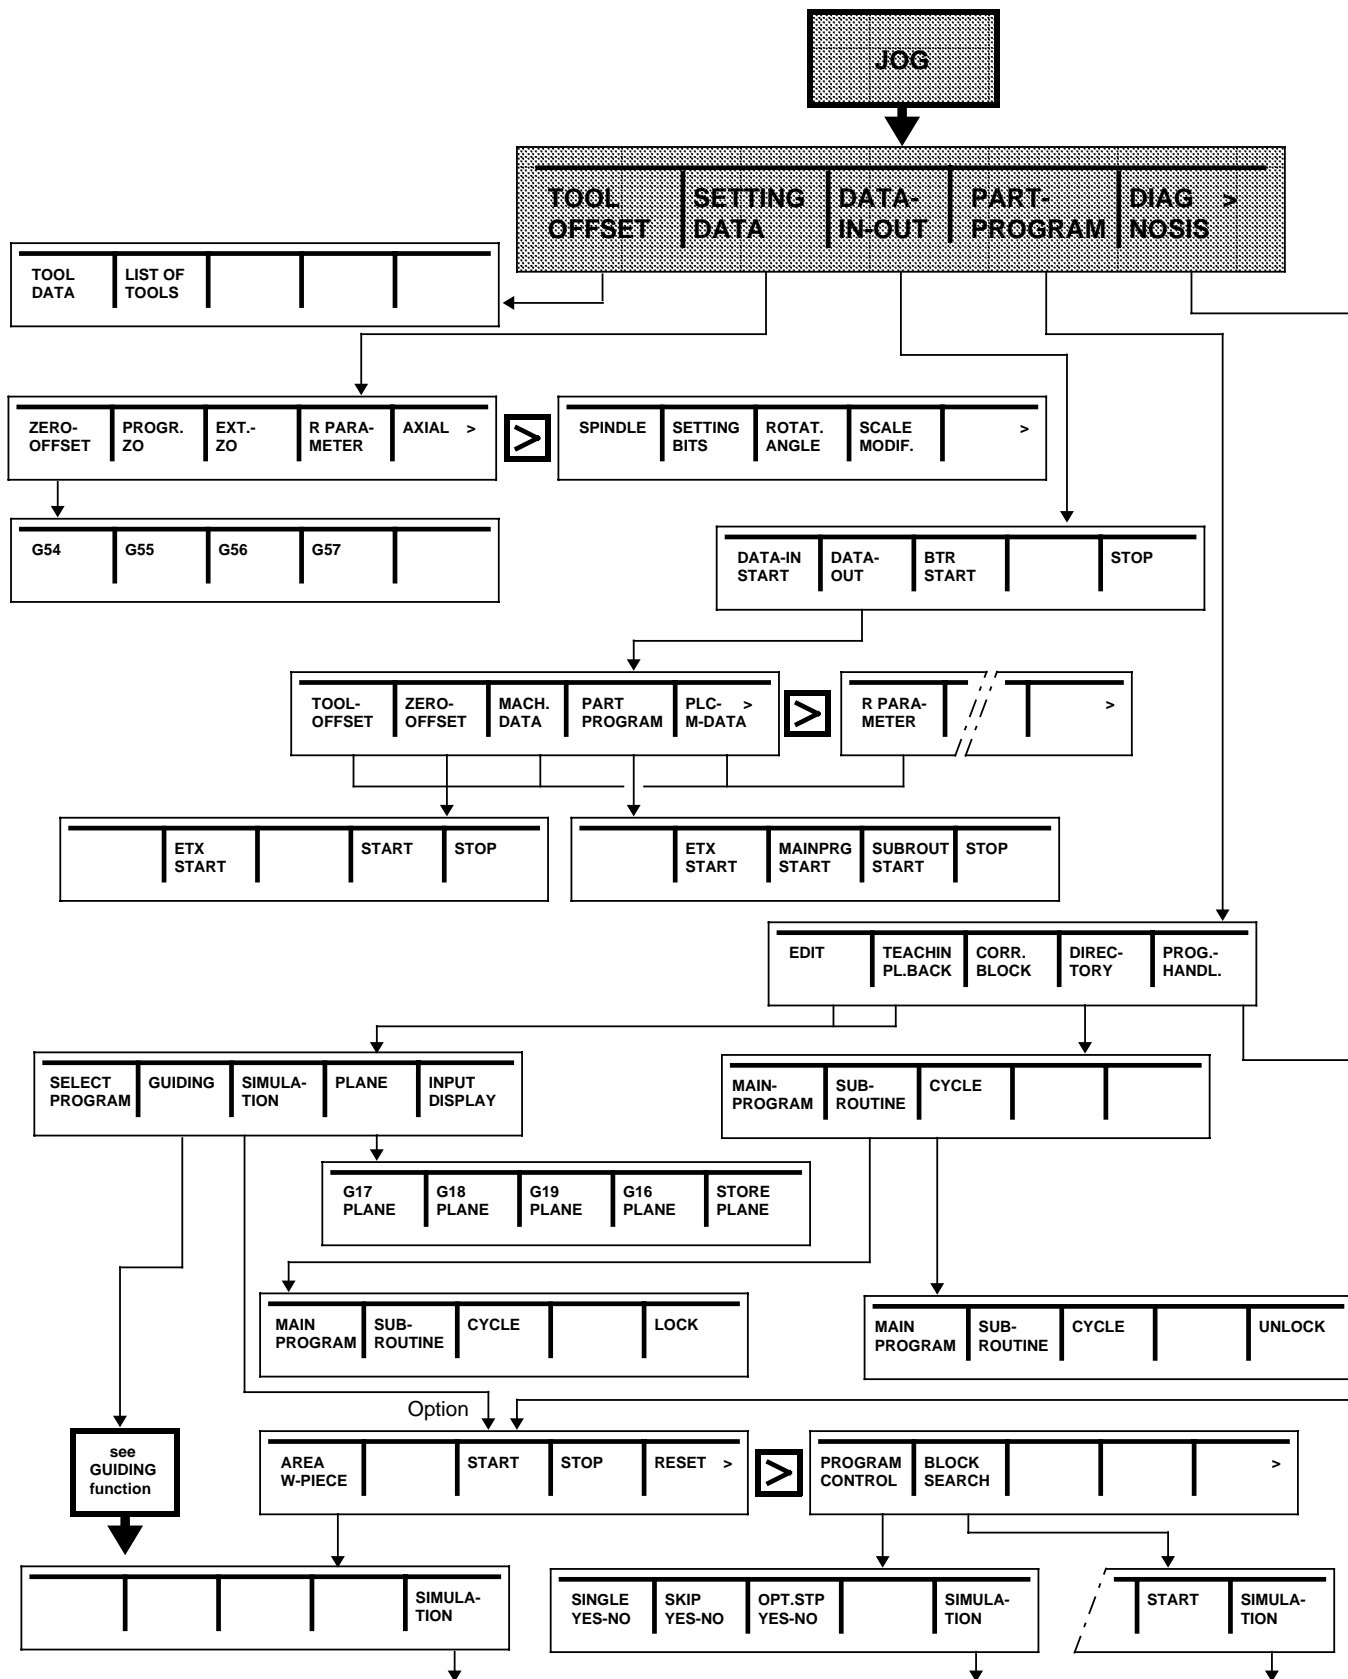 JOG
TOOL OFFSET
SETTING DATA
DATA-IN-OUT
PART-PROGRAM
DIAG NOSIS >
TOOL DATA
LIST OF TOOLS
ZERO-OFFSET
PROGR. ZO
EXT.-ZO
R PARA-METER
AXIAL >
>
SPINDLE
SETTING BITS
ROTAT. ANGLE
SCALE MODIF.
>
G54
G55
G56
G57
DATA-IN START
DATA-OUT
BTR START
STOP
TOOL-OFFSET
ZERO-OFFSET
MACH. DATA
PART PROGRAM
PLC-M-DATA >
>
R PARA-METER
>
ETX START
START
STOP
ETX START
MAINPRG START
SUBROUT START
STOP
EDIT
TEACHIN PL.BACK
CORR. BLOCK
DIREC-TORY
PROG.-HANDL.
SELECT PROGRAM
GUIDING
SIMULA-TION
PLANE
INPUT DISPLAY
MAIN-PROGRAM
SUB-ROUTINE
CYCLE
G17 PLANE
G18 PLANE
G19 PLANE
G16 PLANE
STORE PLANE
MAIN PROGRAM
SUB-ROUTINE
CYCLE
LOCK
MAIN PROGRAM
SUB-ROUTINE
CYCLE
UNLOCK
Option
see GUIDING function
AREA W-PIECE
START
STOP
RESET >
>
PROGRAM CONTROL
BLOCK SEARCH
>
SIMULA-TION
SINGLE YES-NO
SKIP YES-NO
OPT.STP YES-NO
SIMULA-TION
START
SIMULA-TION